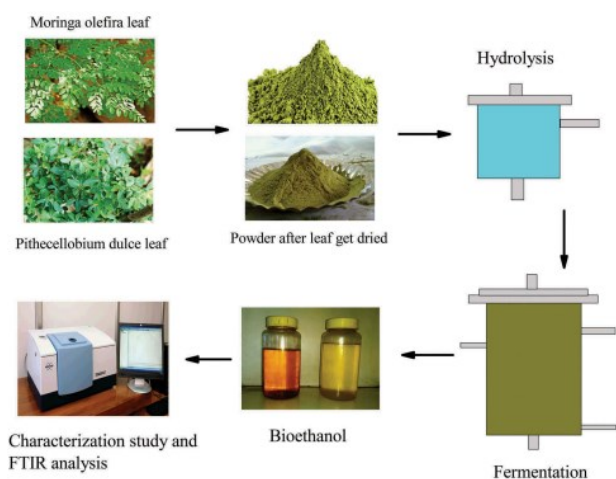 Moringa olefira leaf
Pithecellobium dulce leaf
Powder after leaf get dried
Hydrolysis
Fermentation
Bioethanol
Characterization study and
FTIR analysis